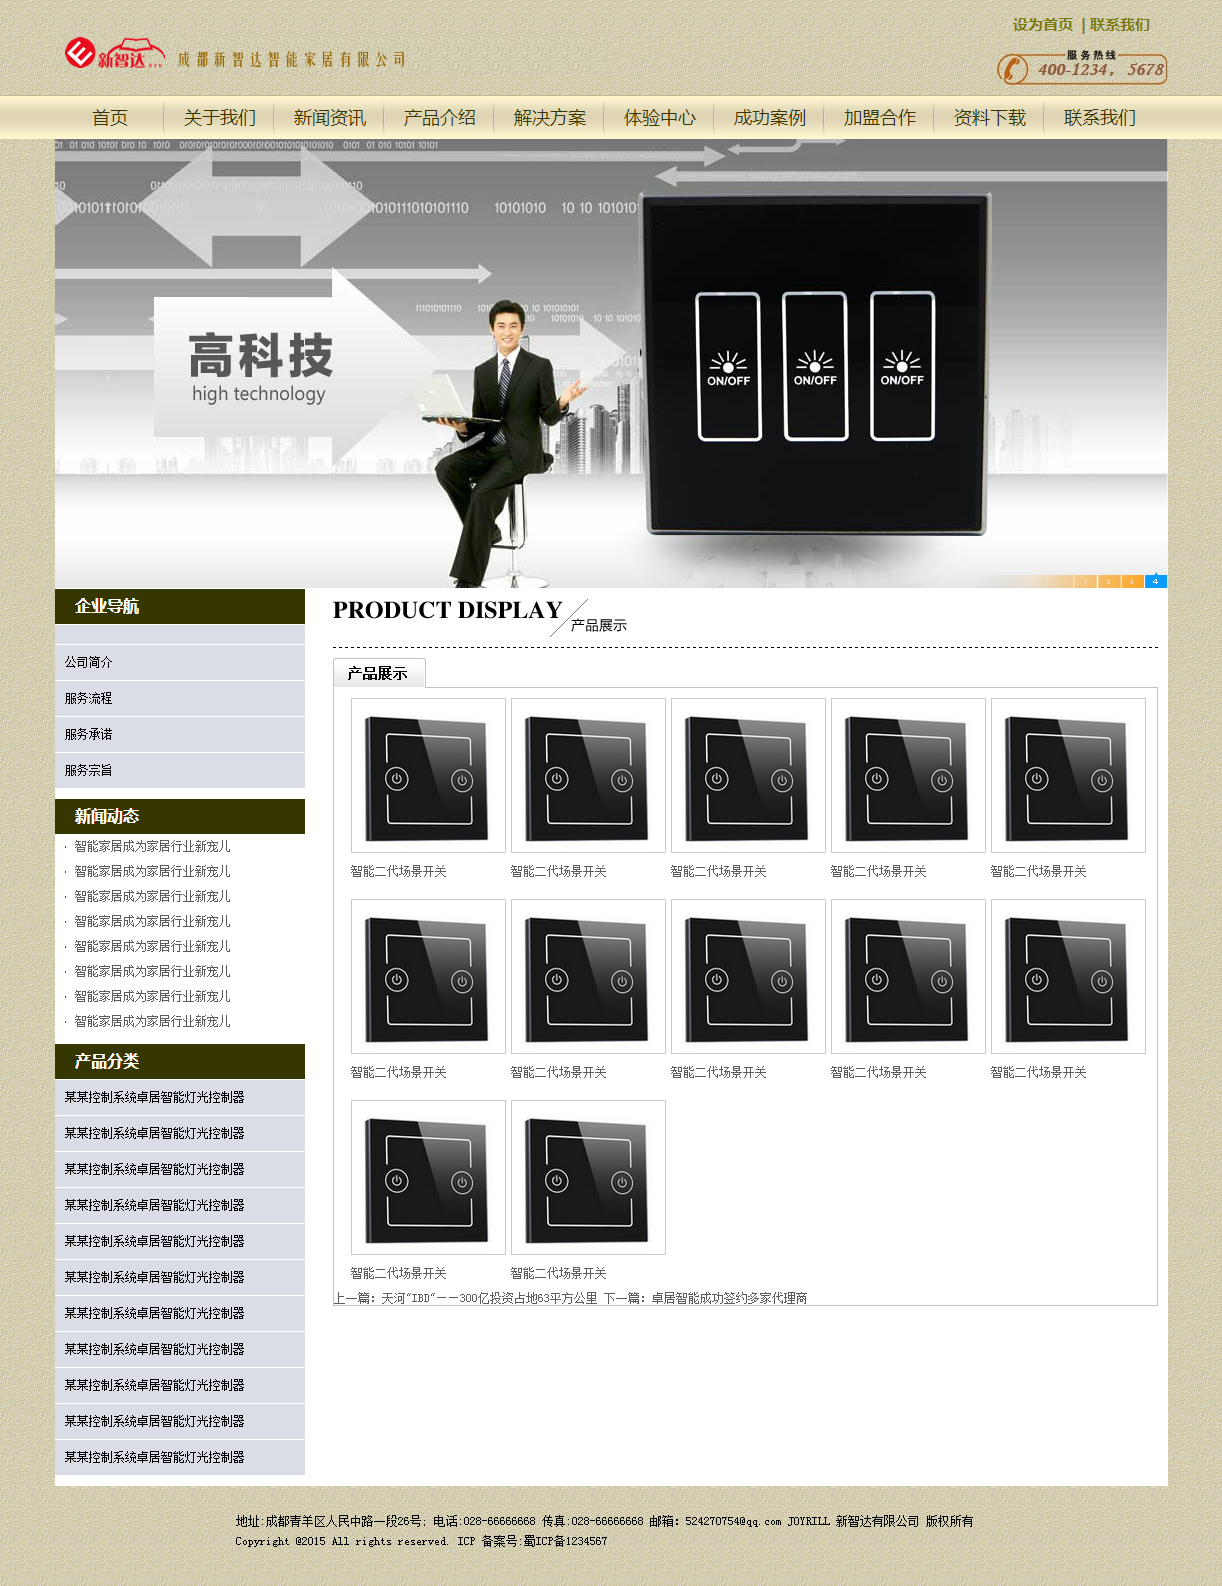 设为首页 | 联系我们
新智达
成都新智达智能家居有限公司
服务热线
400-1234, 5678
首页 关于我们 新闻资讯 产品介绍 解决方案 体验中心 成功案例 加盟合作 资料下载 联系我们
高科技
high technology
ON/OFF ON/OFF ON/OFF
1 2 3 4
企业导航
公司简介
服务流程
服务承诺
服务宗旨
新闻动态
· 智能家居成为家居行业新宠儿
· 智能家居成为家居行业新宠儿
· 智能家居成为家居行业新宠儿
· 智能家居成为家居行业新宠儿
· 智能家居成为家居行业新宠儿
· 智能家居成为家居行业新宠儿
· 智能家居成为家居行业新宠儿
· 智能家居成为家居行业新宠儿
产品分类
某某控制系统卓居智能灯光控制器
某某控制系统卓居智能灯光控制器
某某控制系统卓居智能灯光控制器
某某控制系统卓居智能灯光控制器
某某控制系统卓居智能灯光控制器
某某控制系统卓居智能灯光控制器
某某控制系统卓居智能灯光控制器
某某控制系统卓居智能灯光控制器
某某控制系统卓居智能灯光控制器
某某控制系统卓居智能灯光控制器
某某控制系统卓居智能灯光控制器
PRODUCT DISPLAY
产品展示
产品展示
智能二代场景开关 智能二代场景开关 智能二代场景开关 智能二代场景开关 智能二代场景开关
智能二代场景开关 智能二代场景开关 智能二代场景开关 智能二代场景开关 智能二代场景开关
智能二代场景开关 智能二代场景开关
上一篇: 天河"IBD"——300亿投资占地63平方公里 下一篇: 卓居智能成功签约多家代理商
地址:成都青羊区人民中路一段26号; 电话:028-66666668 传真:028-66666668 邮箱: 524270754@qq.com JOYRILL 新智达有限公司 版权所有
Copyright @2015 All rights reserved. ICP 备案号:蜀ICP备1234567